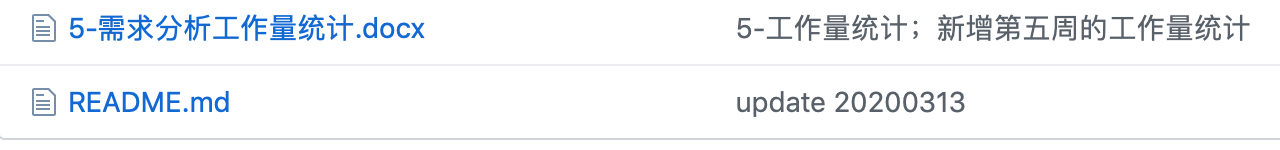 5-需求分析工作量统计.docx 5-工作量统计；新增第五周的工作量统计
README.md update 20200313